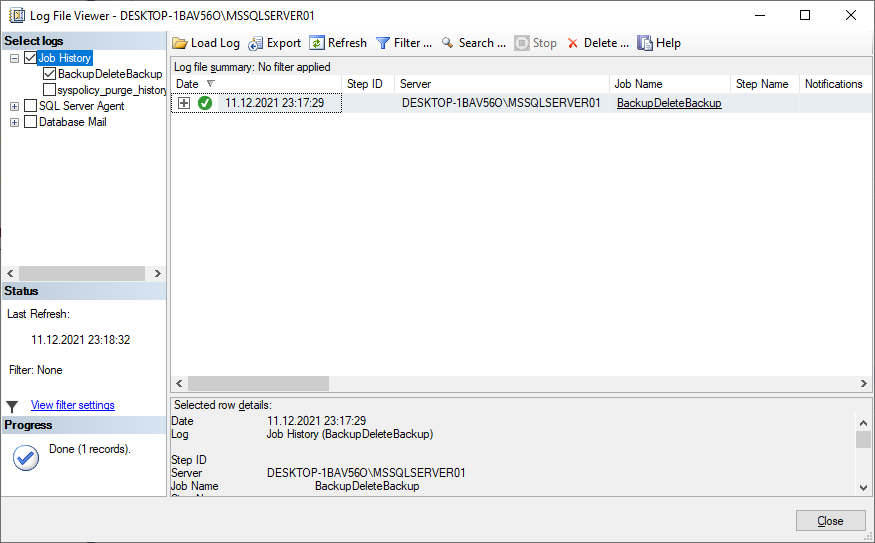 Log File Viewer - DESKTOP-1BAV56O\MSSQLSERVER01
Select logs
Job History
BackupDeleteBackup
syspolicy_purge_history
SQL Server Agent
Database Mail
Status
Last Refresh:
11.12.2021 23:18:32
Filter: None
View filter settings
Progress
Done (1 records).
Load Log Export Refresh Filter ... Search ... Stop Delete ... Help
Log file summary: No filter applied
Date Step ID Server Job Name Step Name Notifications
11.12.2021 23:17:29 DESKTOP-1BAV56O\MSSQLSERVER01 BackupDeleteBackup
Selected row details:
Date 11.12.2021 23:17:29
Log Job History (BackupDeleteBackup)
Step ID
Server DESKTOP-1BAV56O\MSSQLSERVER01
Job Name BackupDeleteBackup
Close